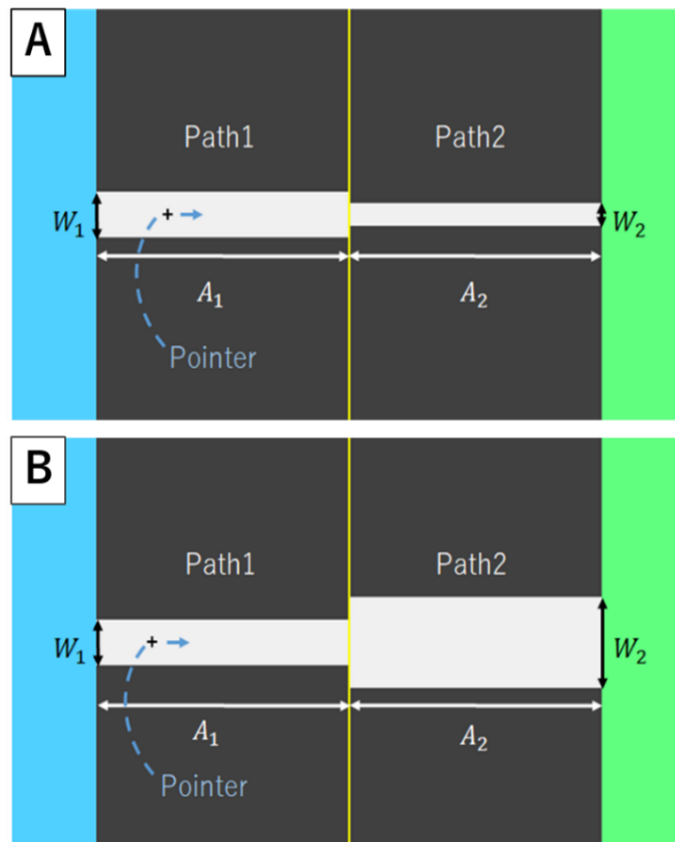 A
Path1
Path2
W₁
W₂
A₁
A₂
Pointer
B
Path1
Path2
W₁
W₂
A₁
A₂
Pointer